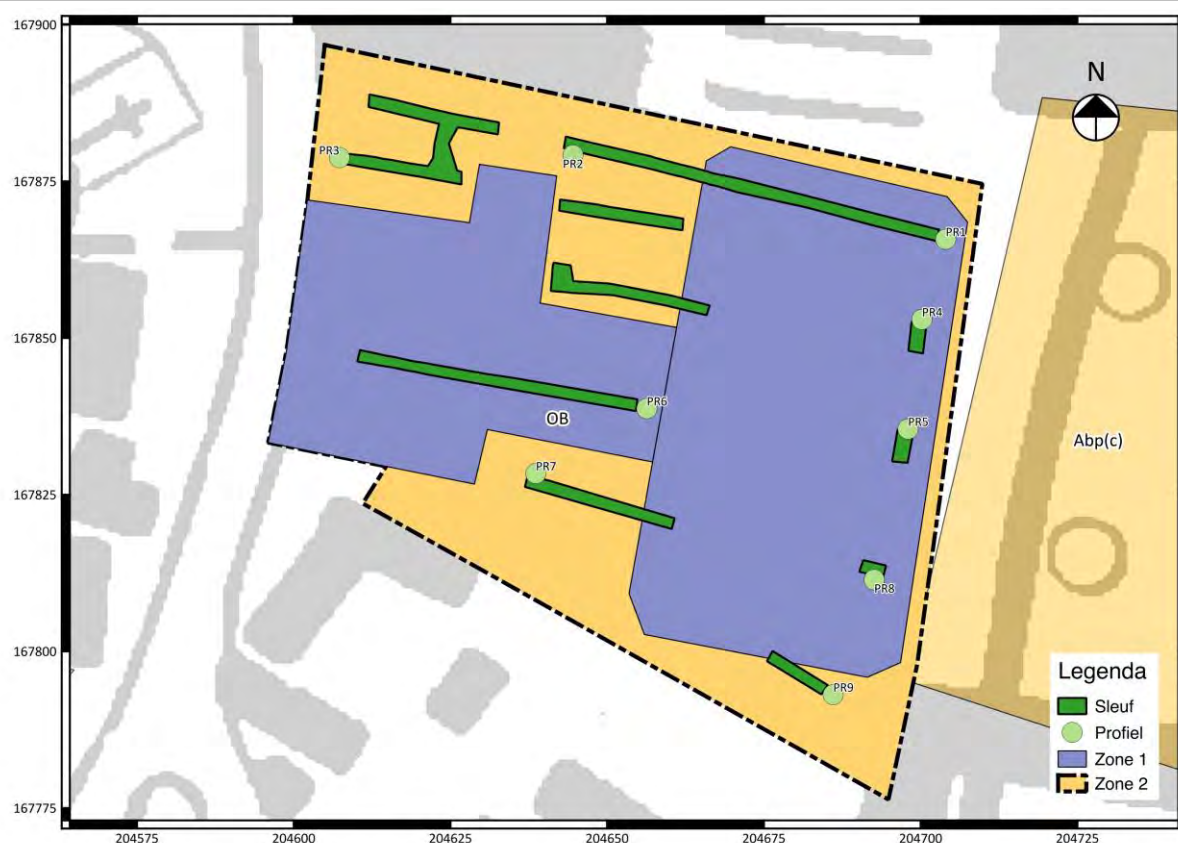 167900
N
PR3
PR2
167875
PR1
PR4
167850
PR6
OB
PR5
Abp(c)
PR7
167825
PR8
167800
Legenda
PR9
Sleuf
Profiel
Zone 1
Zone 2
167775
204575
204600
204625
204650
204675
204700
204725